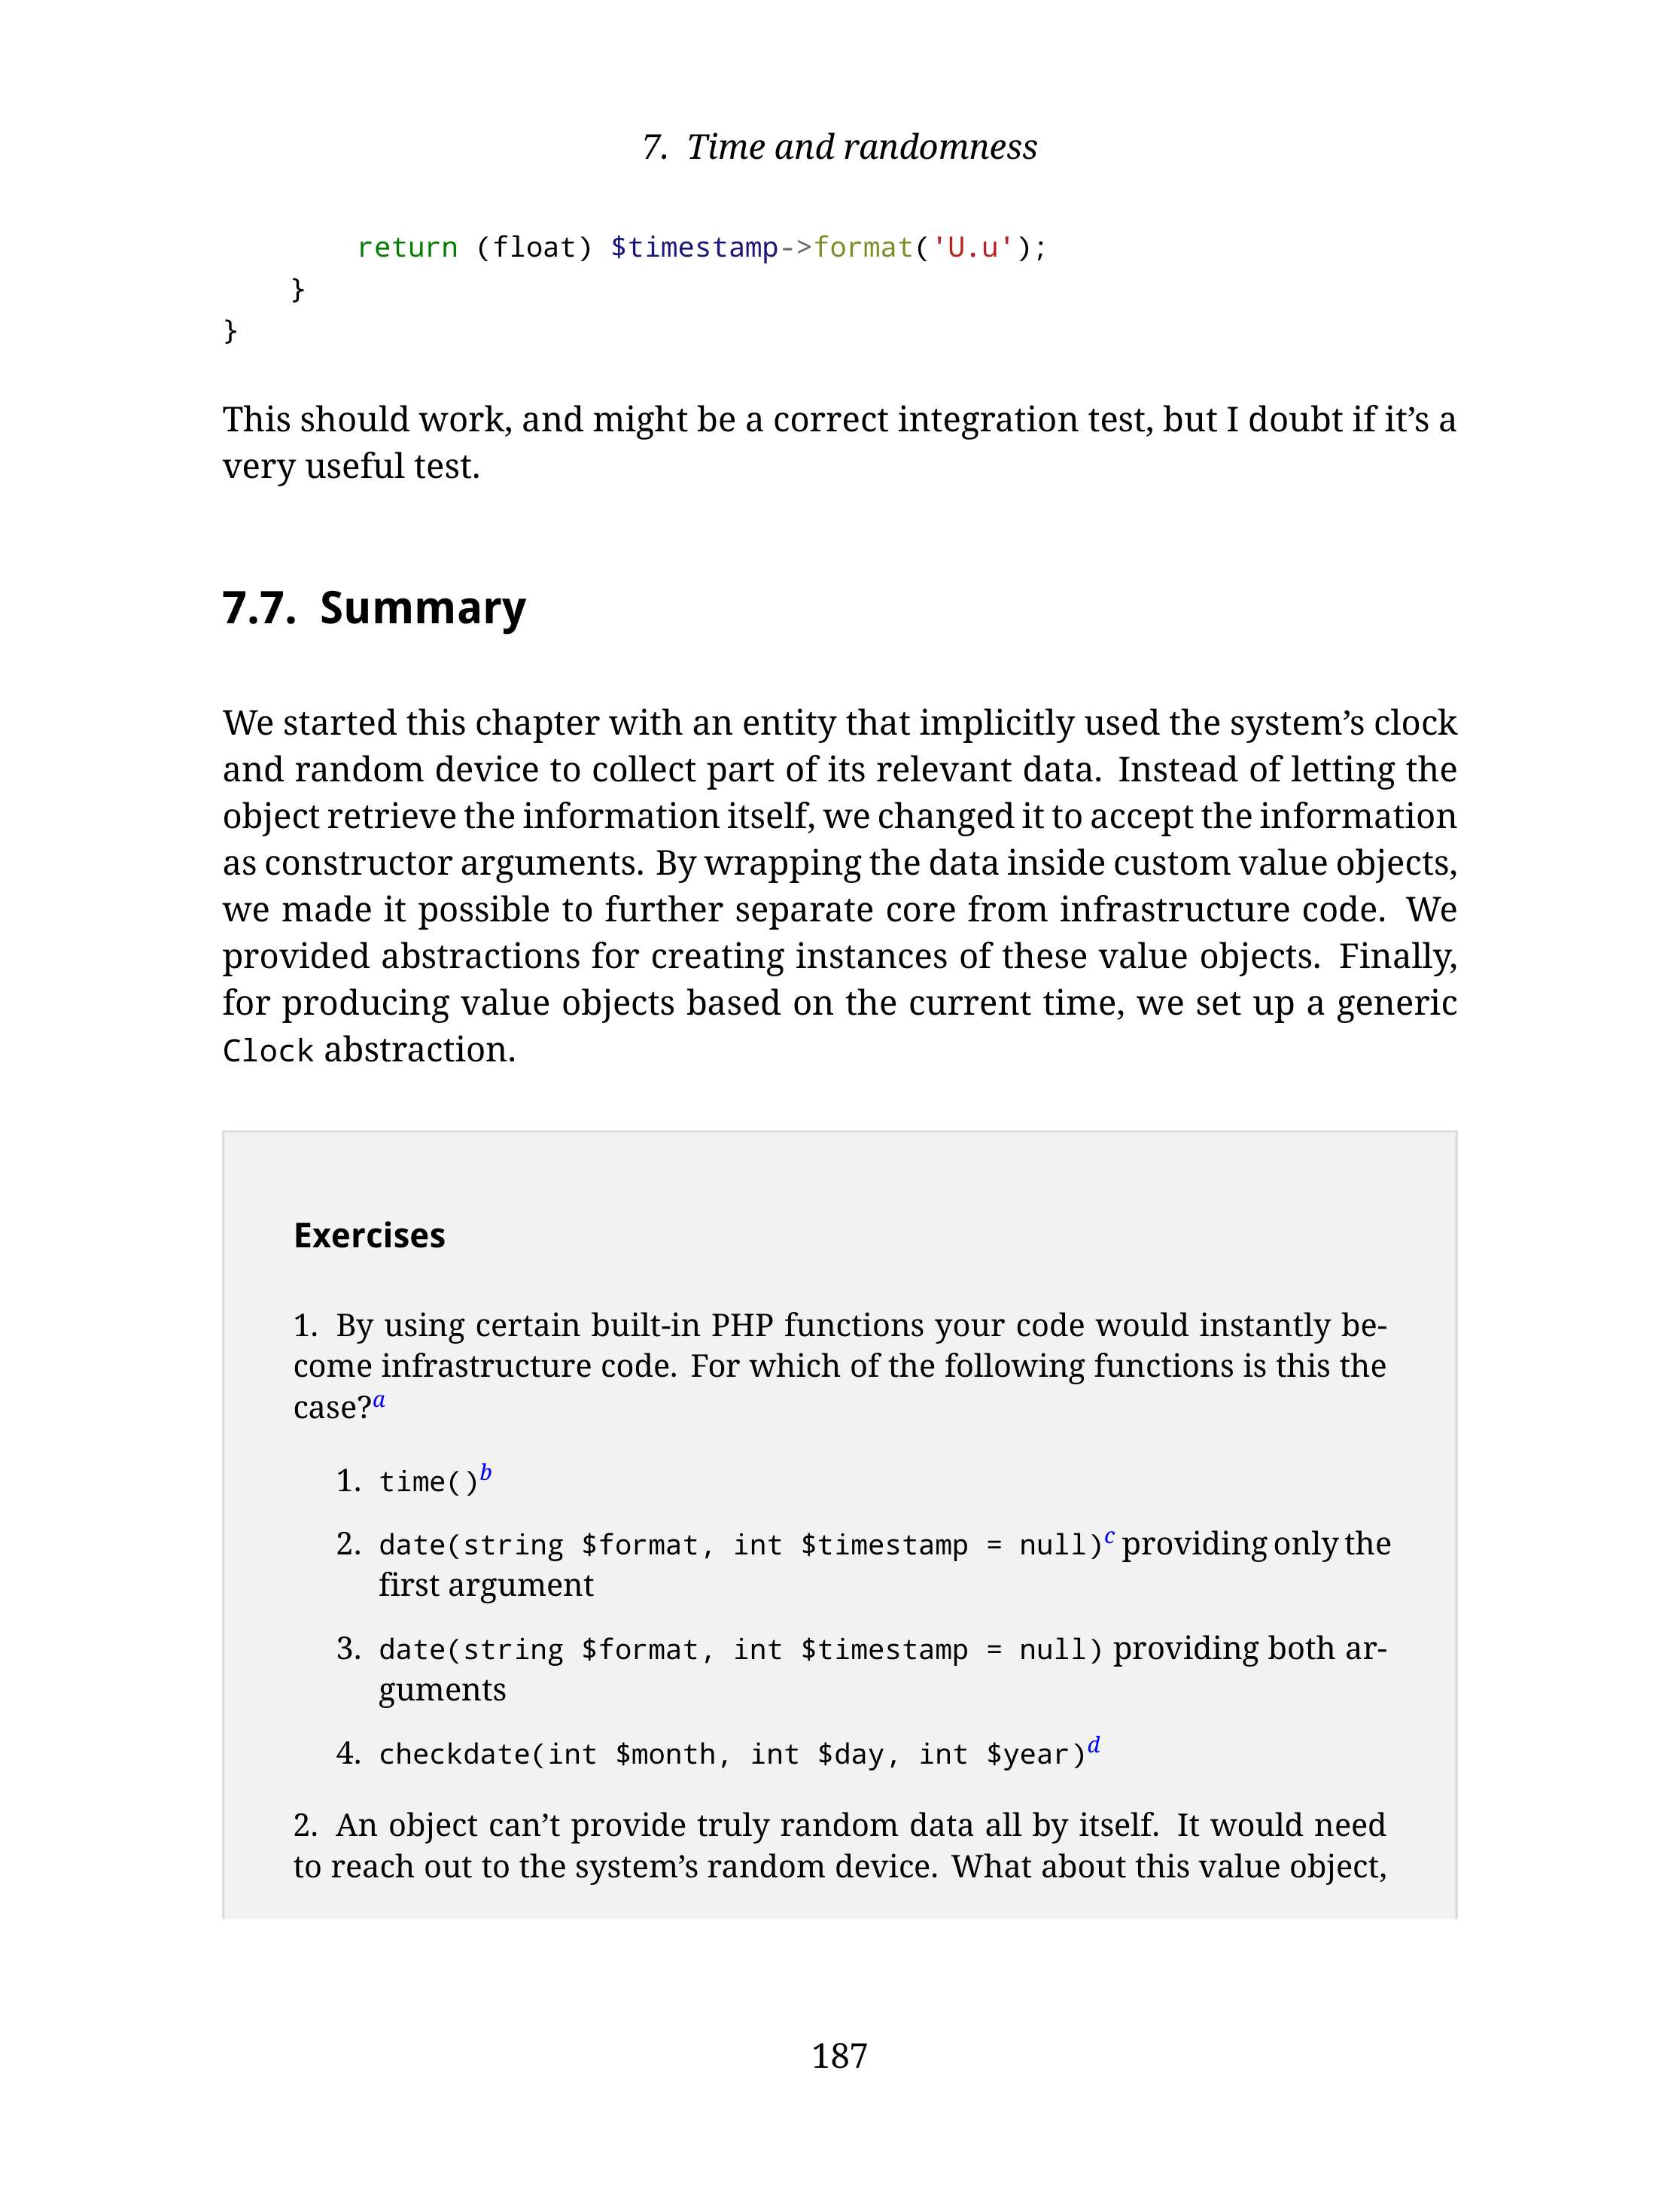 7. Time and randomness
return (float) $timestamp->format('U.u');
}
}
This should work, and might be a correct integration test, but I doubt if it’s a
very useful test.
7.7. Summary
We started this chapter with an entity that implicitly used the system’s clock
and random device to collect part of its relevant data. Instead of letting the
object retrieve the information itself, we changed it to accept the information
as constructor arguments. By wrapping the data inside custom value objects,
we made it possible to further separate core from infrastructure code. We
provided abstractions for creating instances of these value objects. Finally,
for producing value objects based on the current time, we set up a generic
Clock abstraction.
Exercises
1. By using certain built-in PHP functions your code would instantly be-
come infrastructure code. For which of the following functions is this the
case?a
1. time()b
2. date(string $format, int $timestamp = null)c providing only the
first argument
3. date(string $format, int $timestamp = null) providing both ar-
guments
4. checkdate(int $month, int $day, int $year)d
2. An object can’t provide truly random data all by itself. It would need
to reach out to the system’s random device. What about this value object,
187